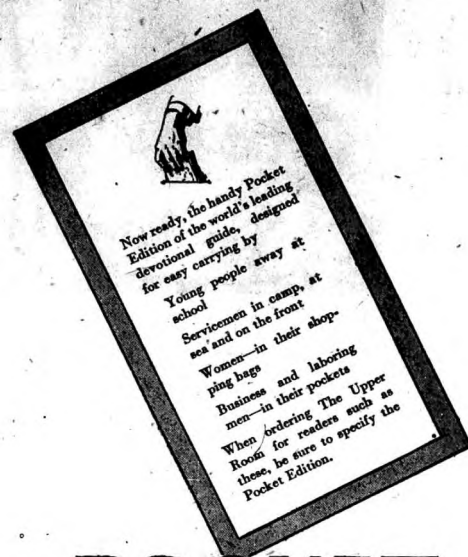 Now ready, the handy Pocket
Edition of the world's leading
devotional guide, designed
for easy carrying by
Young people away at
school
Servicemen in camp, at
sea and on the front
Women—in their shop-
ping bags
Business and laboring
men—in their pockets
When ordering The Upper
Room for readers such as
these, be sure to specify the
Pocket Edition.